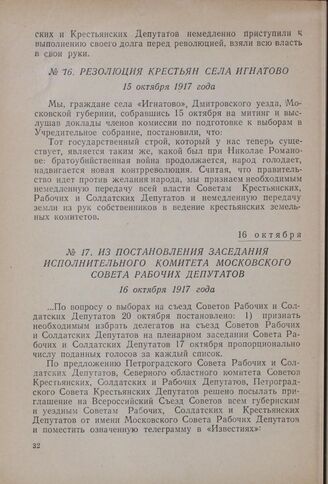 ских и Крестьянских Депутатов немедленно приступили к
выполнению своего долга перед революцией, взяли всю власть
в свои руки.
№ 16. РЕЗОЛЮЦИЯ КРЕСТЬЯН СЕЛА ИГНАТОВО
15 октября 1917 года
Мы, граждане села «Игнатово», Дмитровского уезда, Мо-
сковской губернии, собравшись 15 октября на митинг и вы-
слушав доклады членов комиссии по подготовке к выборам в
Учредительное собрание, постановили, что:
Тот государственный строй, который у нас теперь суще-
ствует, является таким же, какой был при Николае Романо-
ве: братоубийственная война продолжается, народ голодает,
надвигается новая контрреволюция. Считая, что правитель-
ство идет против желания народа, мы признаем необходимым
немедленную передачу всей власти Советам Крестьянских,
Рабочих и Солдатских Депутатов и немедленную передачу
земли из рук собственников в ведение крестьянских земель-
ных комитетов.
16 октября
№ 17. ИЗ ПОСТАНОВЛЕНИЯ ЗАСЕДАНИЯ
ИСПОЛНИТЕЛЬНОГО КОМИТЕТА МОСКОВСКОГО
СОВЕТА РАБОЧИХ ДЕПУТАТОВ
16 октября 1917 года
...По вопросу о выборах на съезд Советов Рабочих и Сол-
датских Депутатов 20 октября постановлено: 1) признать
необходимым избрать делегатов на съезд Советов Рабочих
и Солдатских Депутатов на пленарном заседании Совета Ра-
бочих и Солдатских Депутатов 17 октября пропорционально
числу поданных голосов за каждый список.
По предложению Петроградского Совета Рабочих и Сол-
датских Депутатов, Северного областного комитета Советов
Крестьянских, Солдатских и Рабочих Депутатов, Петроград-
ского Совета Крестьянских Депутатов решено послать при-
глашение на Всероссийский Съезд Советов всем губернским
и уездным Советам Рабочих, Солдатских и Крестьянских
Депутатов от имени Московского Совета Рабочих Депутатов
и поместить означенную телеграмму в «Известиях»:
32